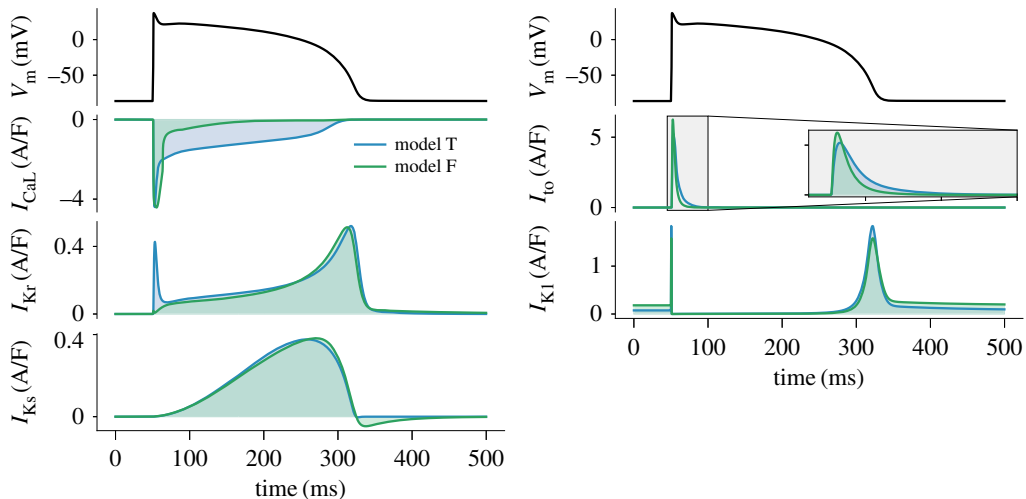 V_m (mV)
0
−50
I_CaL (A/F)
0
−4
model T
model F
I_Kr (A/F)
0.4
0
I_Ks (A/F)
0.4
0
0 100 200 300 400 500
time (ms)
V_m (mV)
0
−50
I_to (A/F)
5
0
I_K1 (A/F)
1
0
0 100 200 300 400 500
time (ms)